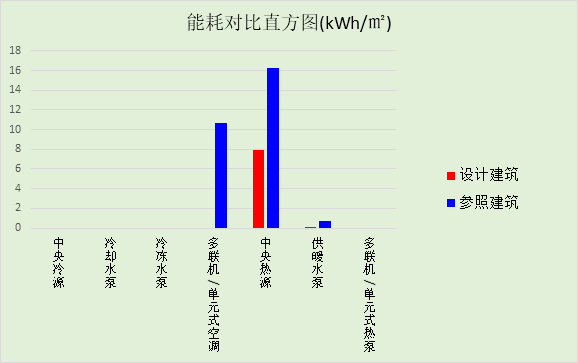 能耗对比直方图(kWh/㎡)
18
16
14
12
10
8
6
4
2
0
中央冷源
冷却水泵
冷冻水泵
多联机/单元式空调
中央热源
供暖水泵
多联机/单元式热泵
设计建筑
参照建筑